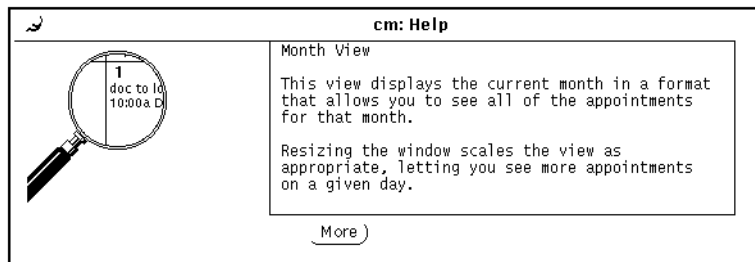 cm: Help
1
doc to lo
10:00a D
Month View
This view displays the current month in a format
that allows you to see all of the appointments
for that month.
Resizing the window scales the view as
appropriate, letting you see more appointments
on a given day.
More